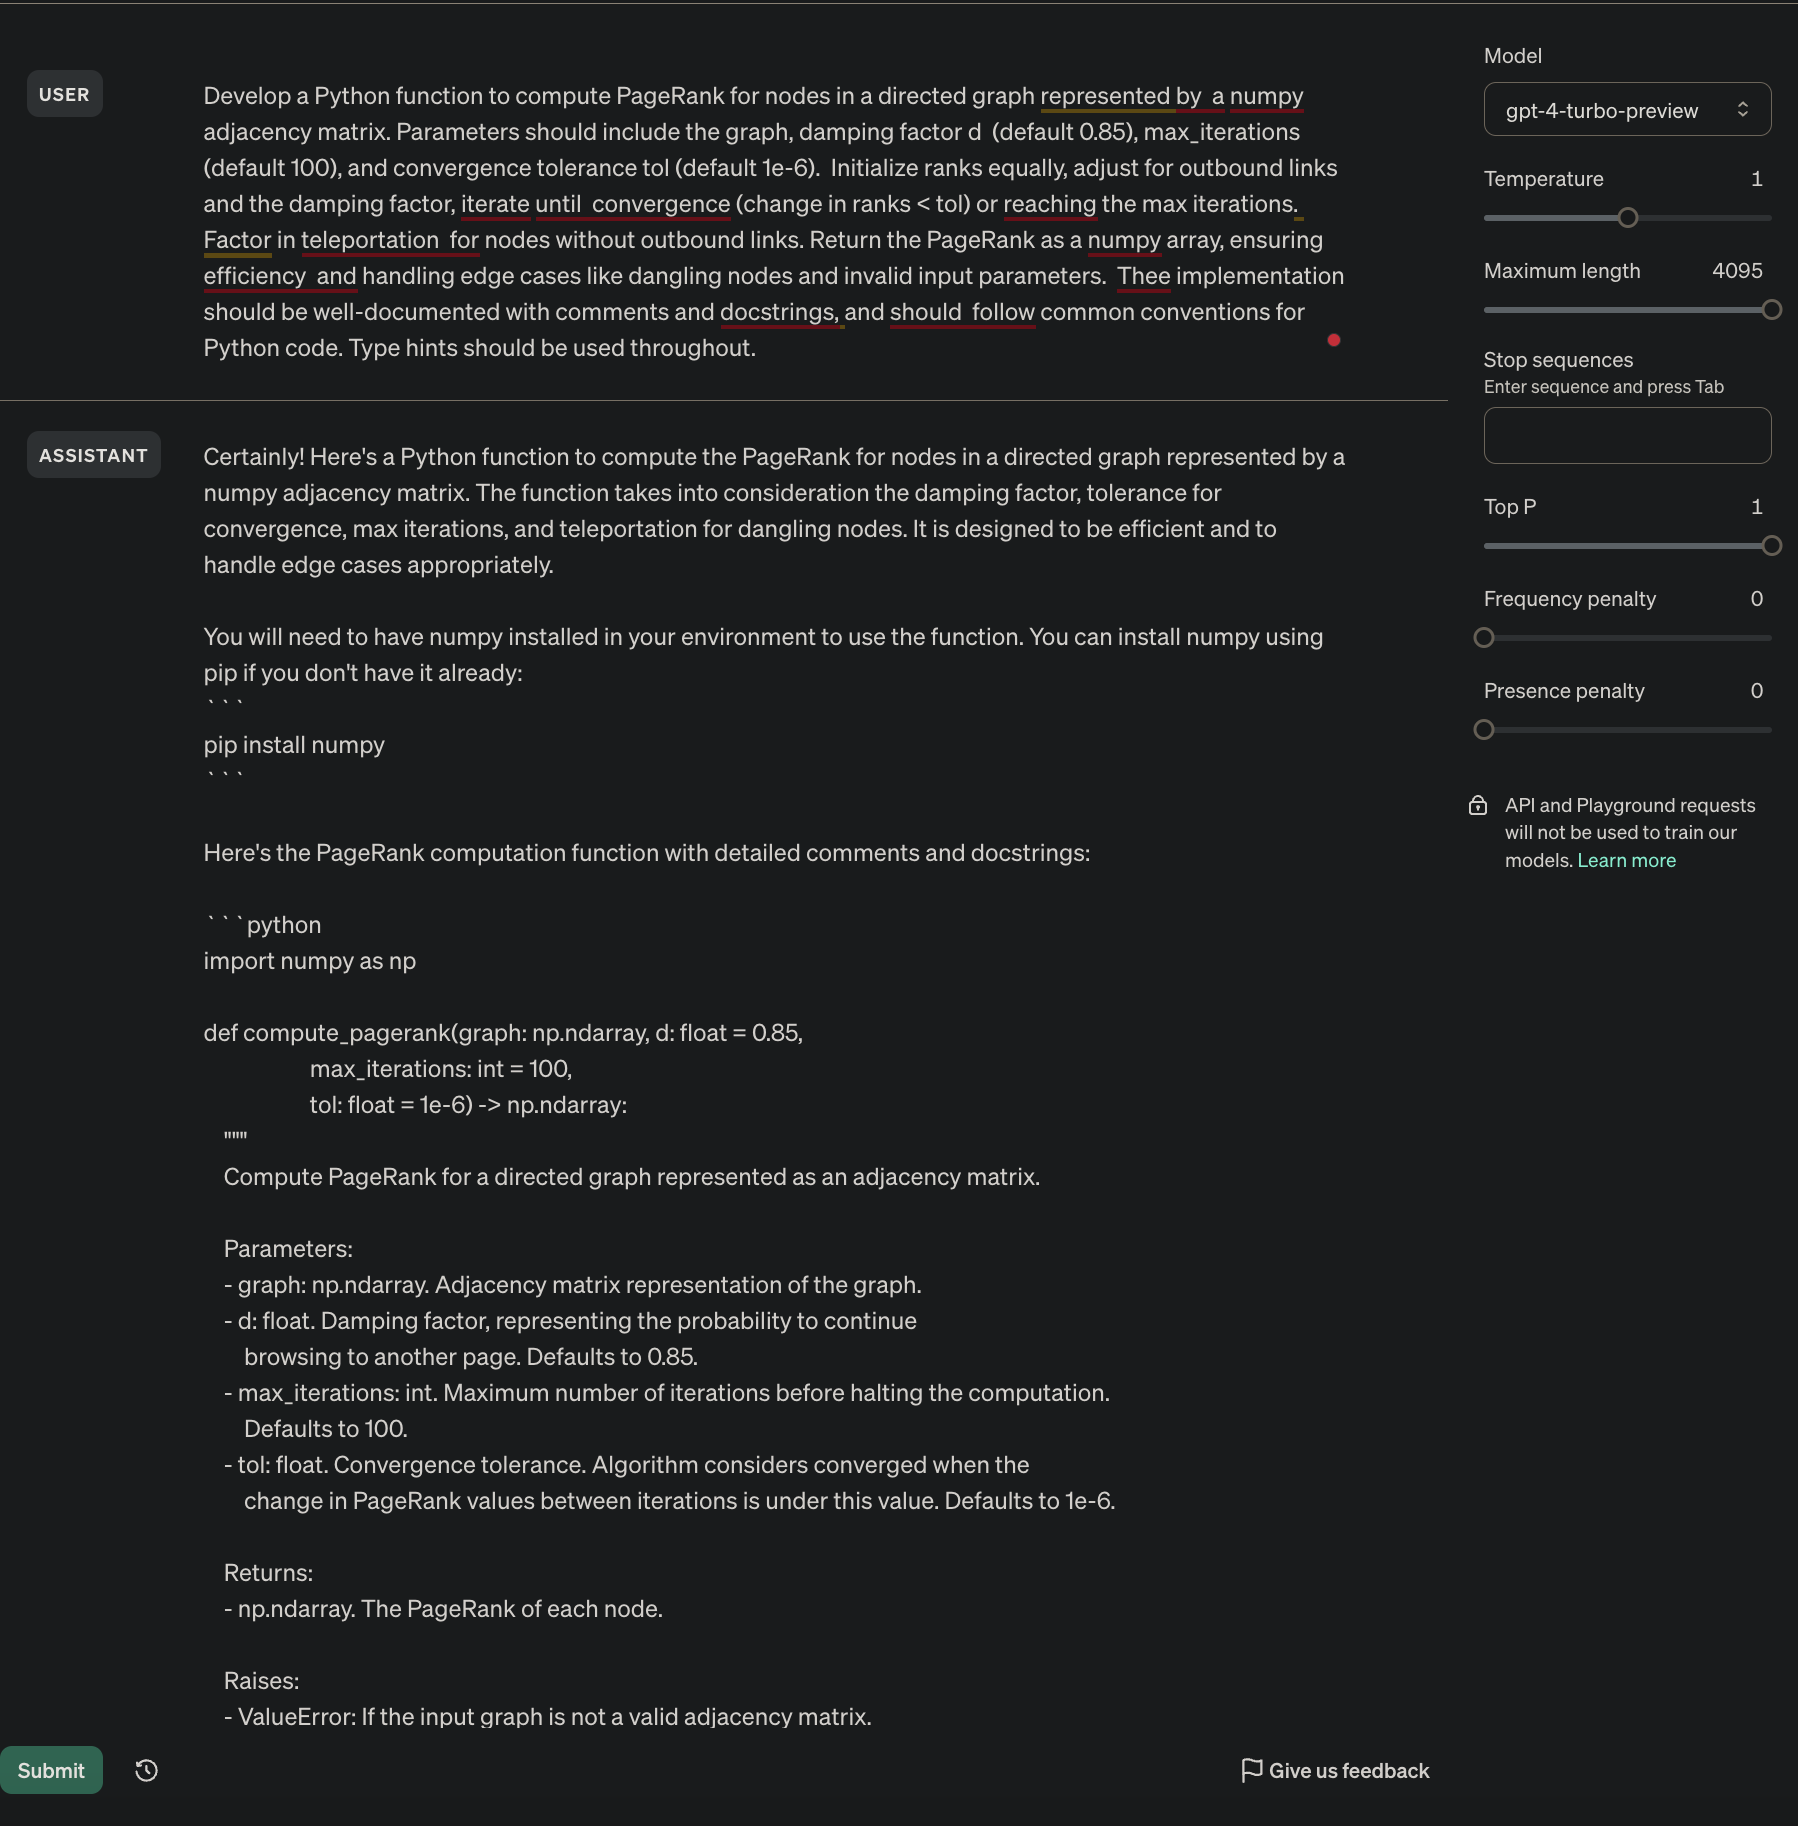 USER
Develop a Python function to compute PageRank for nodes in a directed graph represented by  a numpy
adjacency matrix. Parameters should include the graph, damping factor d  (default 0.85), max_iterations
(default 100), and convergence tolerance tol (default 1e-6).  Initialize ranks equally, adjust for outbound links
and the damping factor, iterate until  convergence (change in ranks < tol) or reaching the max iterations.
Factor in teleportation  for nodes without outbound links. Return the PageRank as a numpy array, ensuring
efficiency  and handling edge cases like dangling nodes and invalid input parameters.  Thee implementation
should be well-documented with comments and docstrings, and should  follow common conventions for
Python code. Type hints should be used throughout.
ASSISTANT
Certainly! Here's a Python function to compute the PageRank for nodes in a directed graph represented by a
numpy adjacency matrix. The function takes into consideration the damping factor, tolerance for
convergence, max iterations, and teleportation for dangling nodes. It is designed to be efficient and to
handle edge cases appropriately.
You will need to have numpy installed in your environment to use the function. You can install numpy using
pip if you don't have it already:
```
pip install numpy
```
Here's the PageRank computation function with detailed comments and docstrings:
```python
import numpy as np
def compute_pagerank(graph: np.ndarray, d: float = 0.85,
max_iterations: int = 100,
tol: float = 1e-6) -> np.ndarray:
"""
Compute PageRank for a directed graph represented as an adjacency matrix.
Parameters:
- graph: np.ndarray. Adjacency matrix representation of the graph.
- d: float. Damping factor, representing the probability to continue
browsing to another page. Defaults to 0.85.
- max_iterations: int. Maximum number of iterations before halting the computation.
Defaults to 100.
- tol: float. Convergence tolerance. Algorithm considers converged when the
change in PageRank values between iterations is under this value. Defaults to 1e-6.
Returns:
- np.ndarray. The PageRank of each node.
Raises:
- ValueError: If the input graph is not a valid adjacency matrix.
Submit
Give us feedback
Model
gpt-4-turbo-preview
Temperature 1
Maximum length 4095
Stop sequences
Enter sequence and press Tab
Top P 1
Frequency penalty 0
Presence penalty 0
API and Playground requests
will not be used to train our
models. Learn more